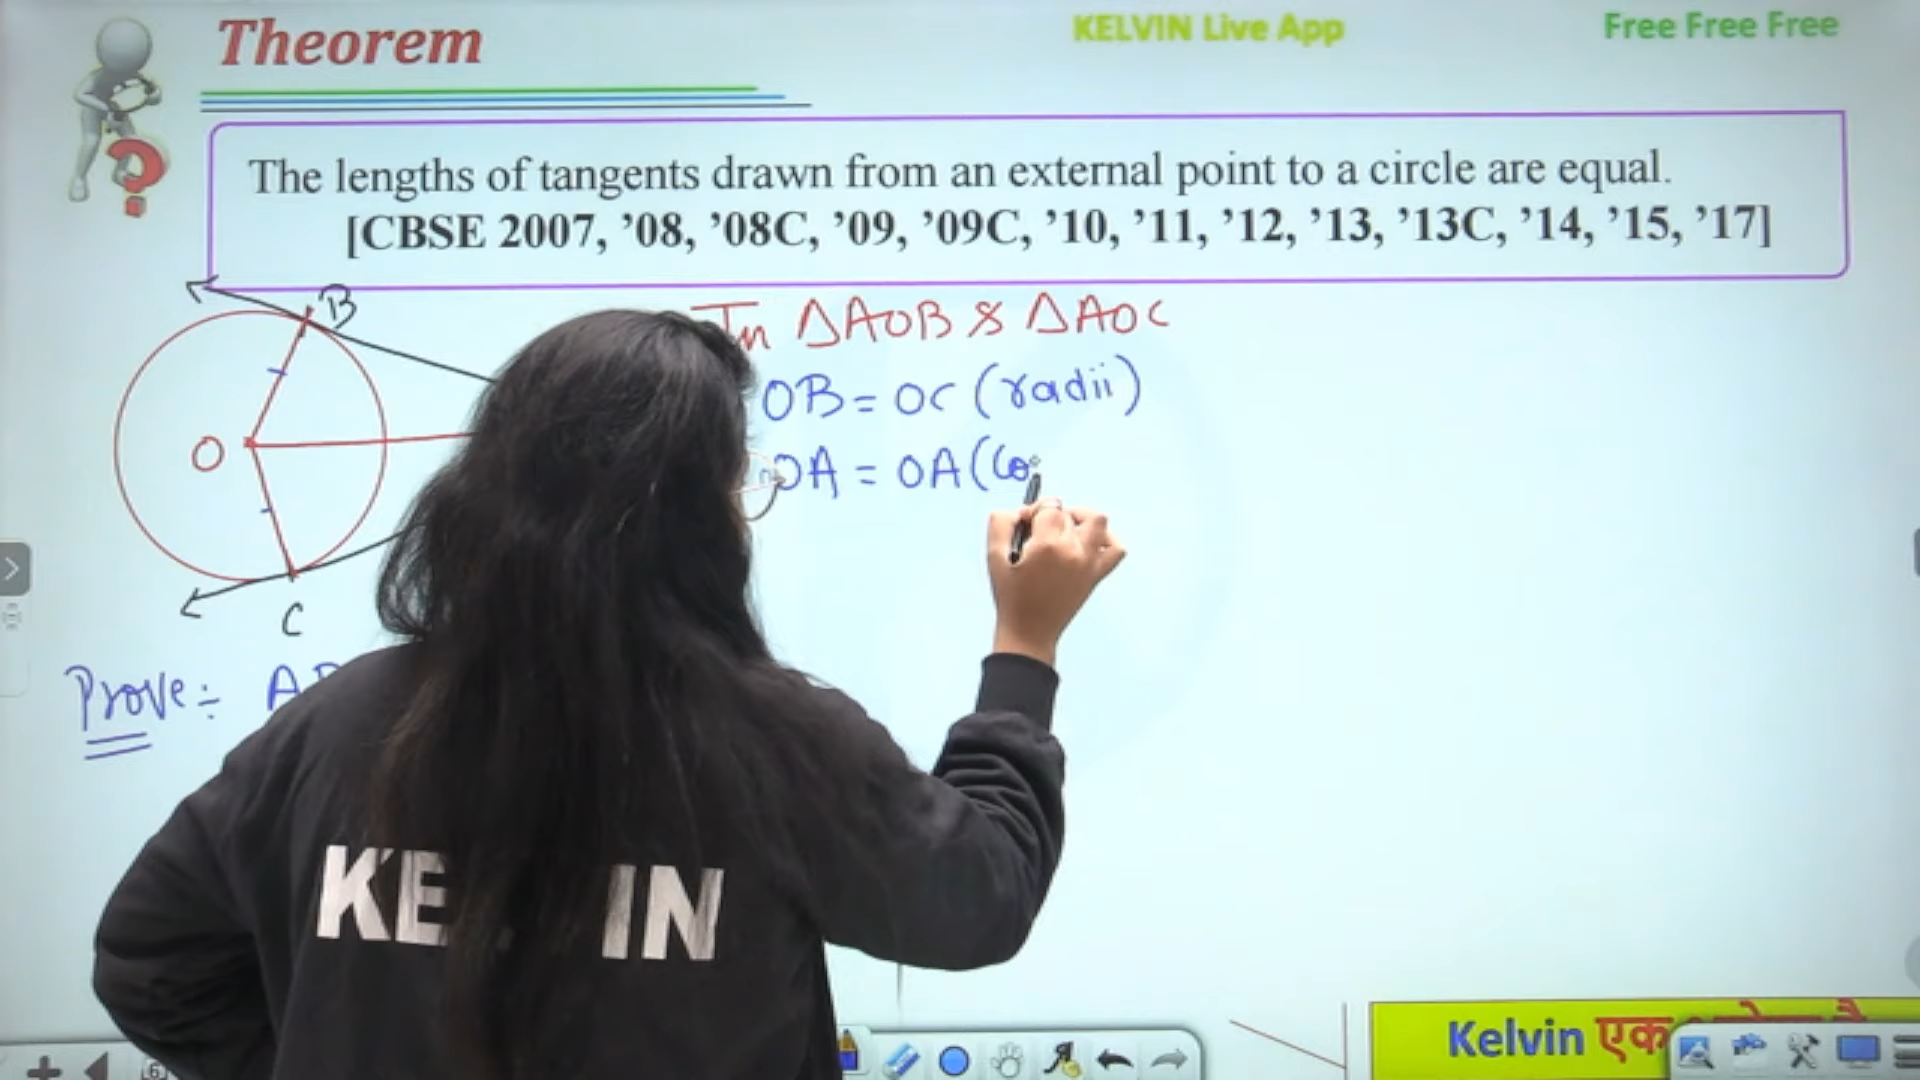 Theorem
KELVIN Live App
Free Free Free
The lengths of tangents drawn from an external point to a circle are equal.
[CBSE 2007, ’08, ’08C, ’09, ’09C, ’10, ’11, ’12, ’13, ’13C, ’14, ’15, ’17]
B
O
C
Prove:
In ΔAOB & ΔAOC
OB = OC (radii)
OA = OA (Co
KELVIN
Kelvin एक